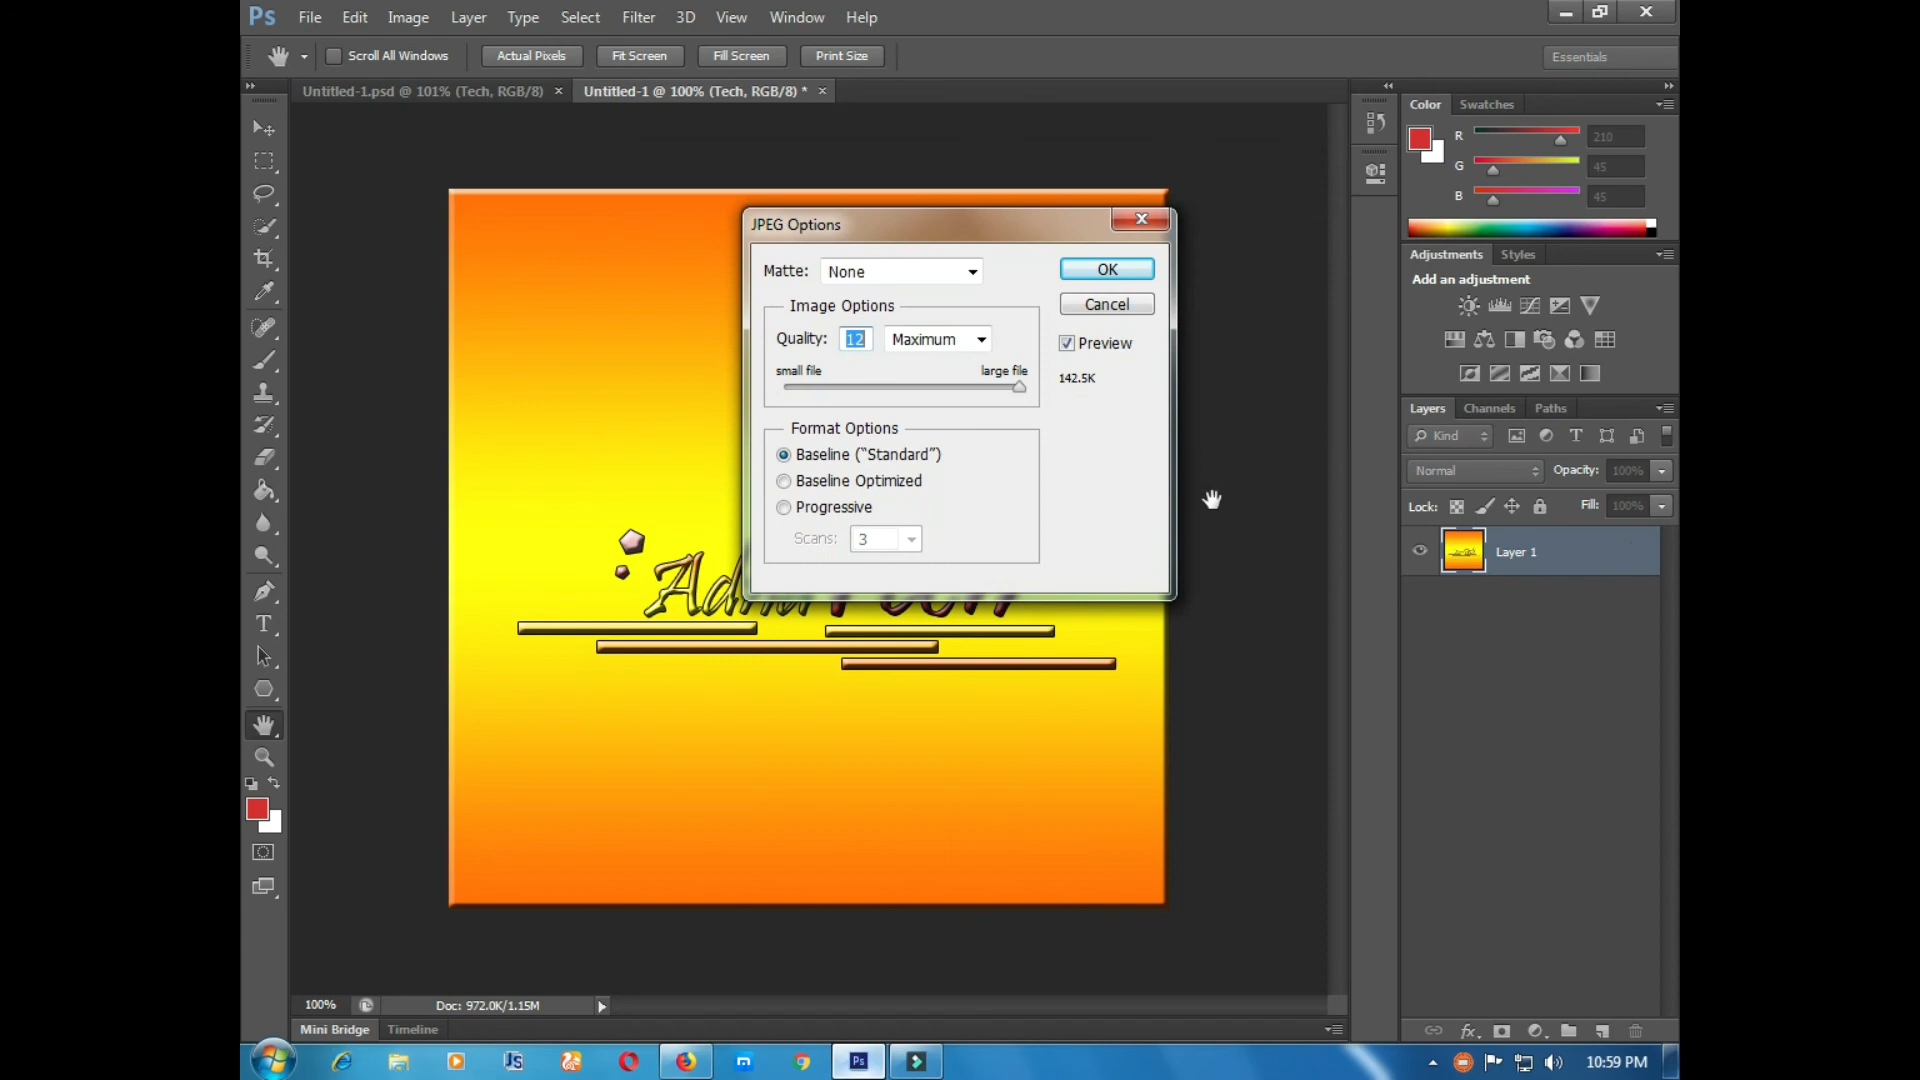 Ps File Edit Image Layer Type Select Filter 3D View Window Help
Scroll All Windows Actual Pixels Fit Screen Fill Screen Print Size Essentials
Untitled-1.psd @ 101% (Tech, RGB/8) × Untitled-1 @ 100% (Tech, RGB/8) * ×
Color Swatches
R 210
G 45
B 45
Adjustments Styles
Add an adjustment
Layers Channels Paths
Kind
Normal Opacity: 100%
Lock: Fill: 100%
Layer 1
JPEG Options
Matte: None
OK
Cancel
Image Options
Quality: 12 Maximum
Preview
small file large file
142.5K
Format Options
Baseline (“Standard”)
Baseline Optimized
Progressive
Scans: 3
100% Doc: 972.0K/1.15M
Mini Bridge Timeline
10:59 PM